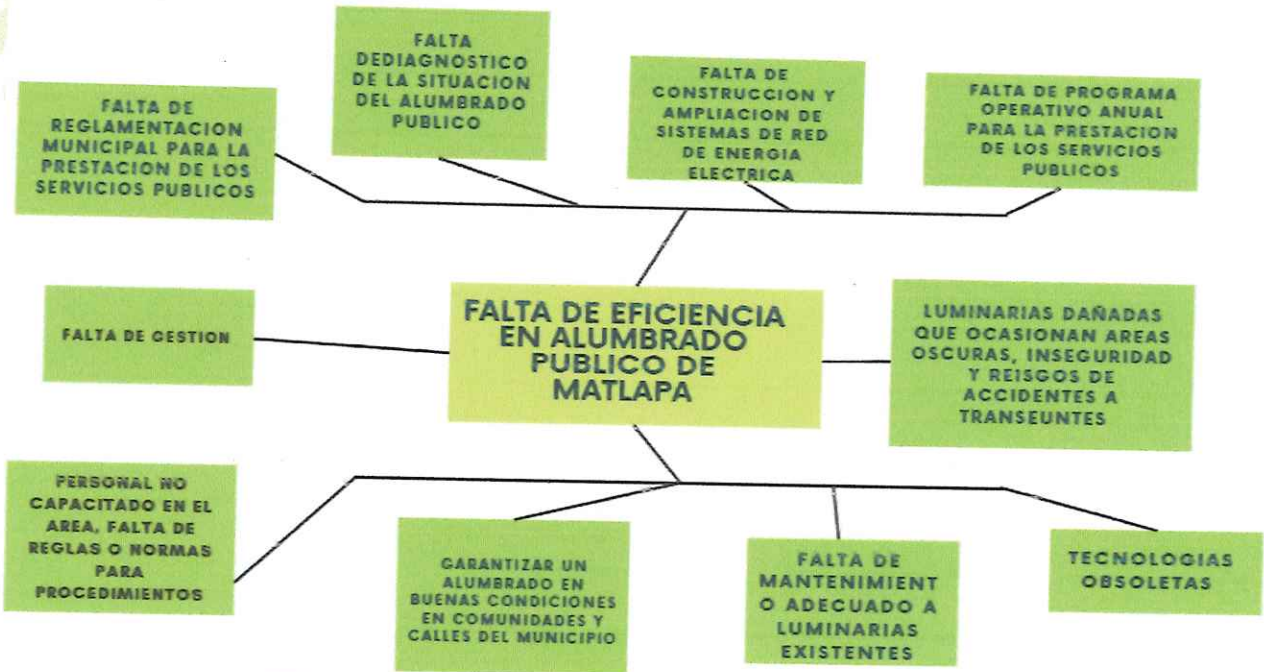 FALTA DE
REGLAMENTACION
MUNICIPAL PARA LA
PRESTACION DE LOS
SERVICIOS PUBLICOS
FALTA
DEDIAGNOSTICO
DE LA SITUACION
DEL ALUMBRADO
PUBLICO
FALTA DE
CONSTRUCCION Y
AMPLIACION DE
SISTEMAS DE RED
DE ENERGIA
ELECTRICA
FALTA DE PROGRAMA
OPERATIVO ANUAL
PARA LA PRESTACION
DE LOS SERVICIOS
PUBLICOS
FALTA DE GESTION
FALTA DE EFICIENCIA
EN ALUMBRADO
PUBLICO DE
MATLAPA
LUMINARIAS DAÑADAS
QUE OCASIONAN AREAS
OSCURAS, INSEGURIDAD
Y REISGOS DE
ACCIDENTES A
TRANSEUNTES
PERSONAL NO
CAPACITADO EN EL
AREA, FALTA DE
REGLAS O NORMAS
PARA
PROCEDIMIENTOS
GARANTIZAR UN
ALUMBRADO EN
BUENAS CONDICIONES
EN COMUNIDADES Y
CALLES DEL MUNICIPIO
FALTA DE
MANTENIMIENT
O ADECUADO A
LUMINARIAS
EXISTENTES
TECNOLOGIAS
OBSOLETAS